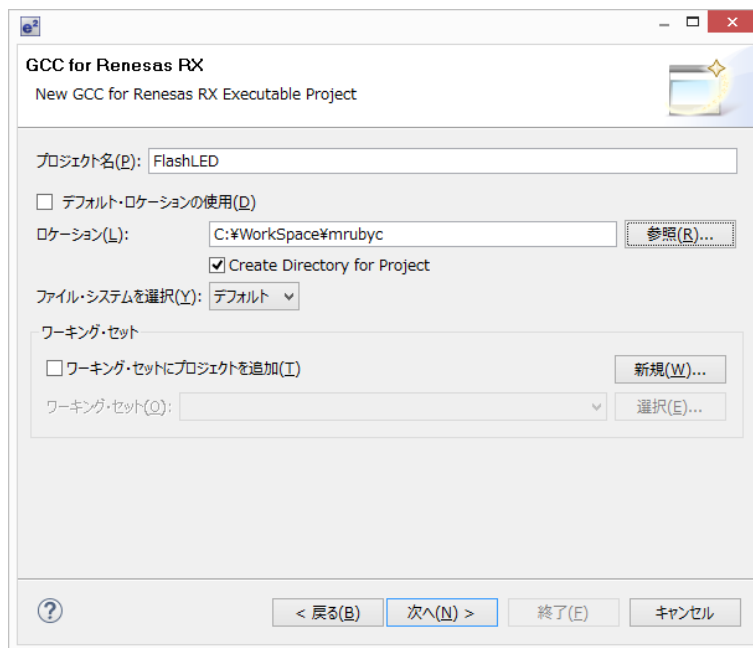 e²
GCC for Renesas RX
New GCC for Renesas RX Executable Project
プロジェクト名(P): FlashLED
デフォルト・ロケーションの使用(D)
ロケーション(L): C:¥WorkSpace¥mrubyc 参照(R)...
Create Directory for Project
ファイル・システムを選択(Y): デフォルト
ワーキング・セット
ワーキング・セットにプロジェクトを追加(T) 新規(W)...
ワーキング・セット(O): 選択(E)...
? < 戻る(B) 次へ(N) > 終了(F) キャンセル